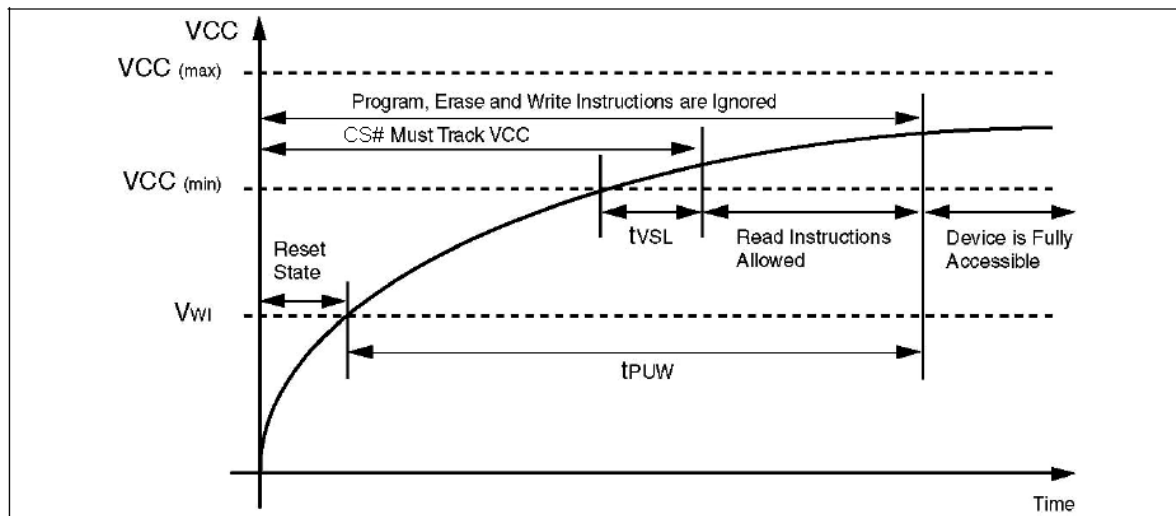 VCC
VCC (max)
Program, Erase and Write Instructions are Ignored
CS# Must Track VCC
VCC (min)
tVSL
Read Instructions
Allowed
Device is Fully
Accessible
Reset
State
VWI
tPUW
Time